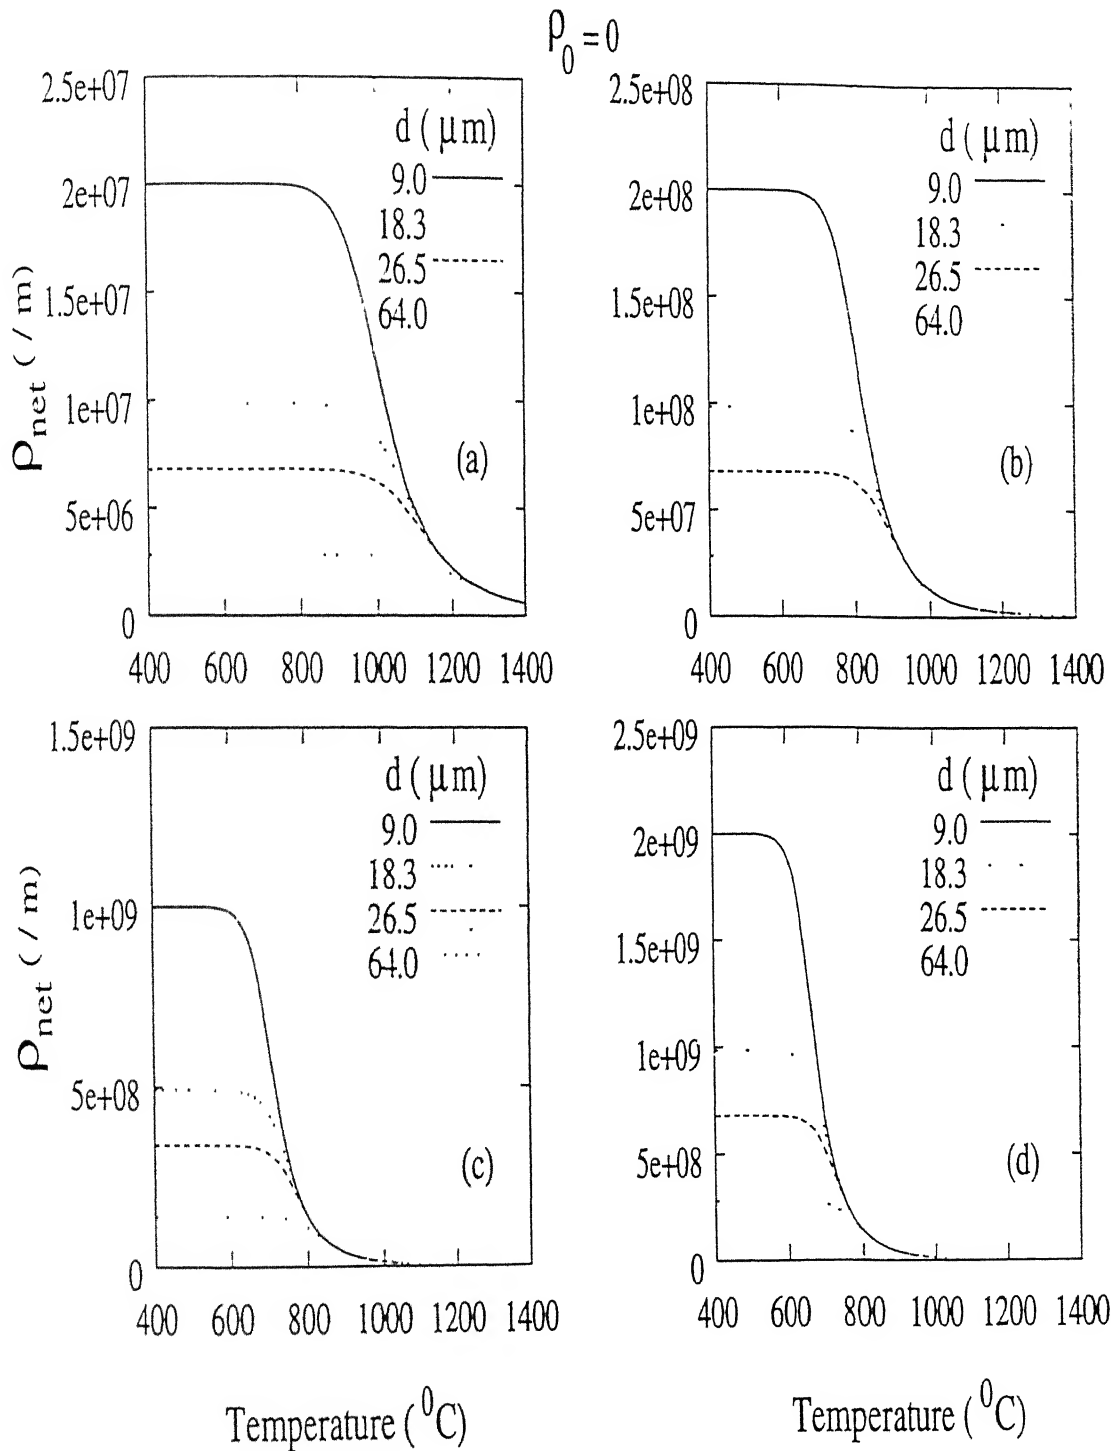 ρ0 = 0
2.5e+07
2e+07
1.5e+07
1e+07
5e+06
0
ρnet ( / m)
d ( μm)
9.0
18.3
26.5
64.0
(a)
400 600 800 1000 1200 1400
2.5e+08
2e+08
1.5e+08
1e+08
5e+07
0
d ( μm)
9.0
18.3
26.5
64.0
(b)
400 600 800 1000 1200 1400
1.5e+09
1e+09
5e+08
0
ρnet ( / m)
d ( μm)
9.0
18.3
26.5
64.0
(c)
400 600 800 1000 1200 1400
Temperature ( 0C)
2.5e+09
2e+09
1.5e+09
1e+09
5e+08
0
d ( μm)
9.0
18.3
26.5
64.0
(d)
400 600 800 1000 1200 1400
Temperature ( 0C)